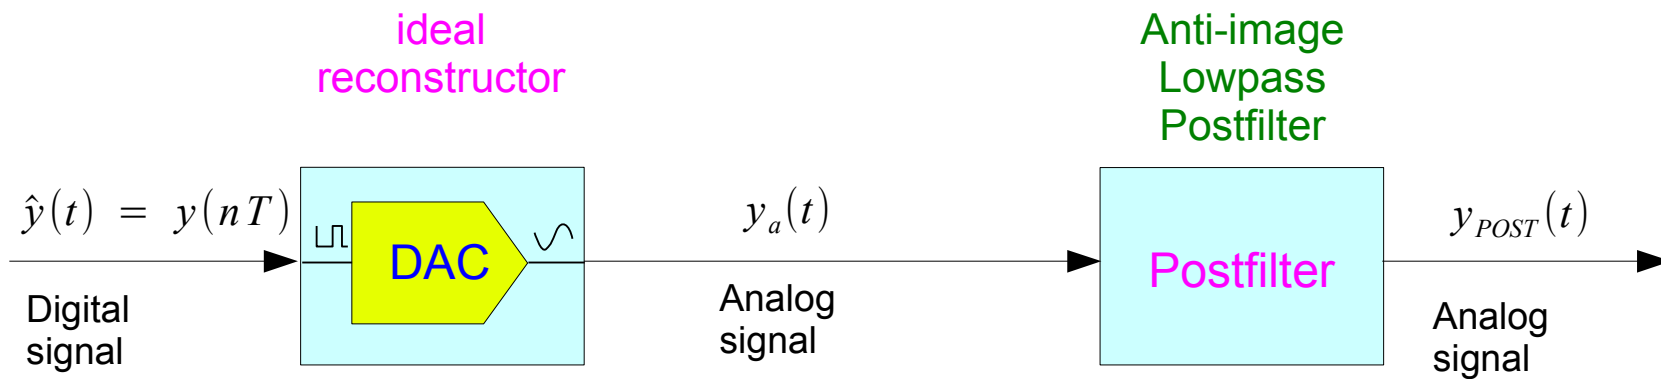 ideal
reconstructor
Anti-image
Lowpass
Postfilter
ŷ(t) = y(nT)
DAC
y_a(t)
Postfilter
y_POST(t)
Digital
signal
Analog
signal
Analog
signal